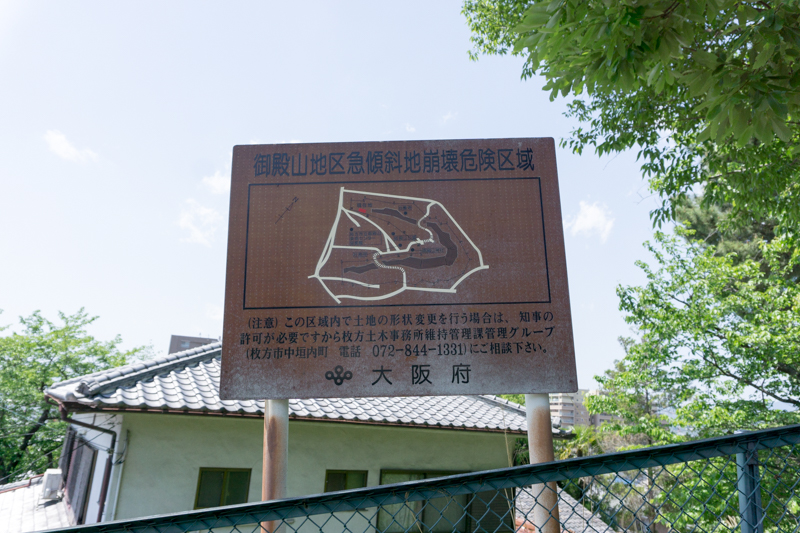 御殿山地区急傾斜地崩壊危険区域
(注意) この区域内で土地の形状変更を行う場合は、知事の
許可が必要ですから枚方土木事務所維持管理課管理グループ
(枚方市中垣内町 電話 072-844-1331)にご相談下さい。
大阪府